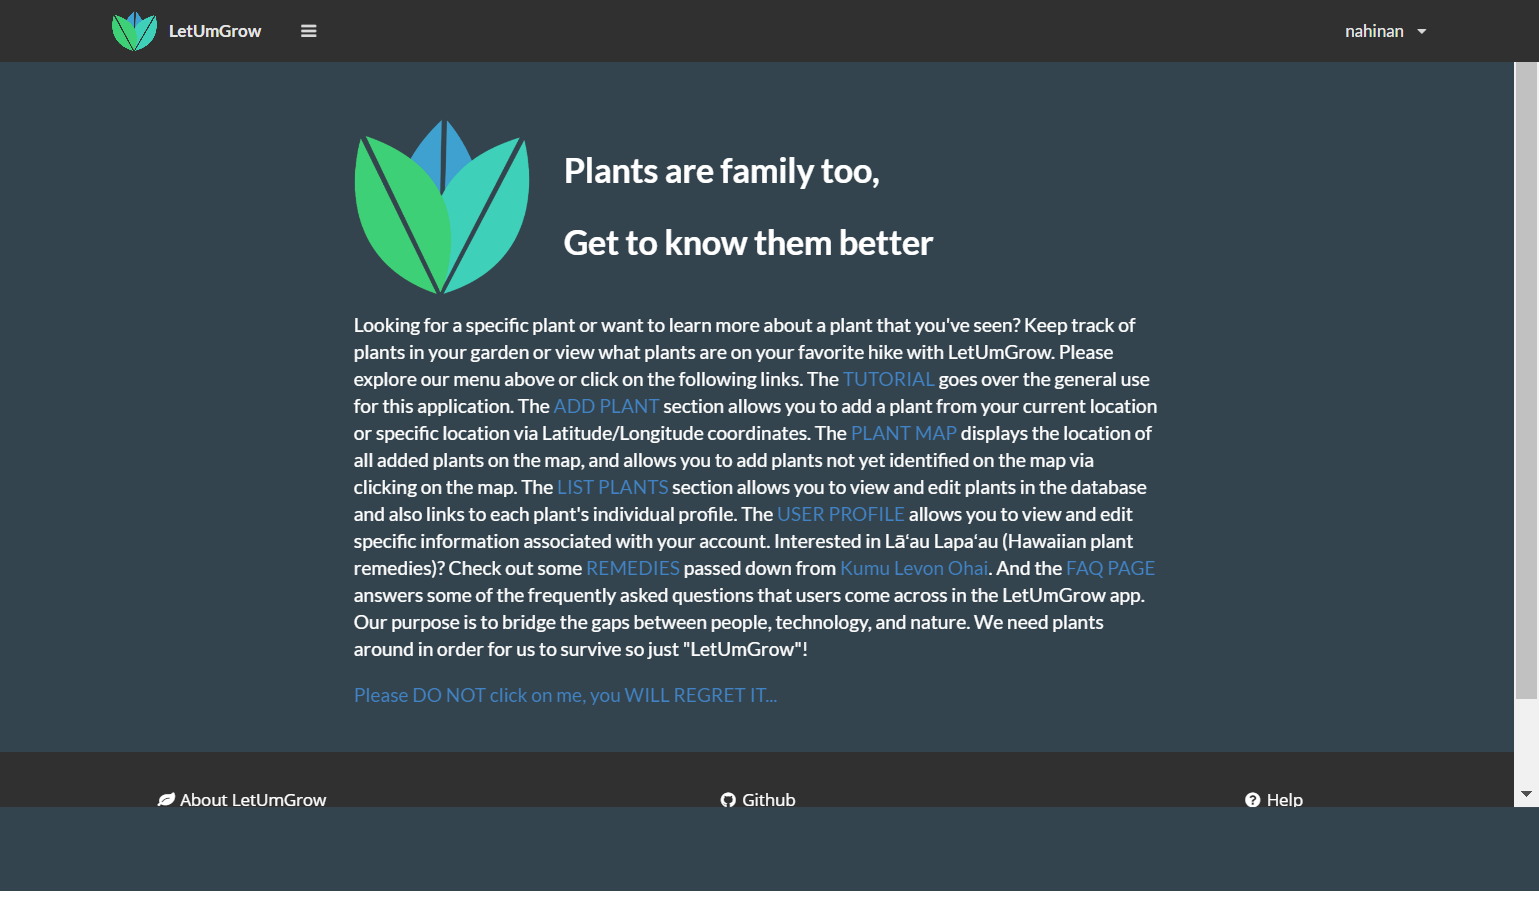 LetUmGrow
nahinan
Plants are family too,
Get to know them better
Looking for a specific plant or want to learn more about a plant that you've seen? Keep track of
plants in your garden or view what plants are on your favorite hike with LetUmGrow. Please
explore our menu above or click on the following links. The TUTORIAL goes over the general use
for this application. The ADD PLANT section allows you to add a plant from your current location
or specific location via Latitude/Longitude coordinates. The PLANT MAP displays the location of
all added plants on the map, and allows you to add plants not yet identified on the map via
clicking on the map. The LIST PLANTS section allows you to view and edit plants in the database
and also links to each plant's individual profile. The USER PROFILE allows you to view and edit
specific information associated with your account. Interested in Lāʻau Lapaʻau (Hawaiian plant
remedies)? Check out some REMEDIES passed down from Kumu Levon Ohai. And the FAQ PAGE
answers some of the frequently asked questions that users come across in the LetUmGrow app.
Our purpose is to bridge the gaps between people, technology, and nature. We need plants
around in order for us to survive so just "LetUmGrow"!
Please DO NOT click on me, you WILL REGRET IT...
About LetUmGrow
Github
Help